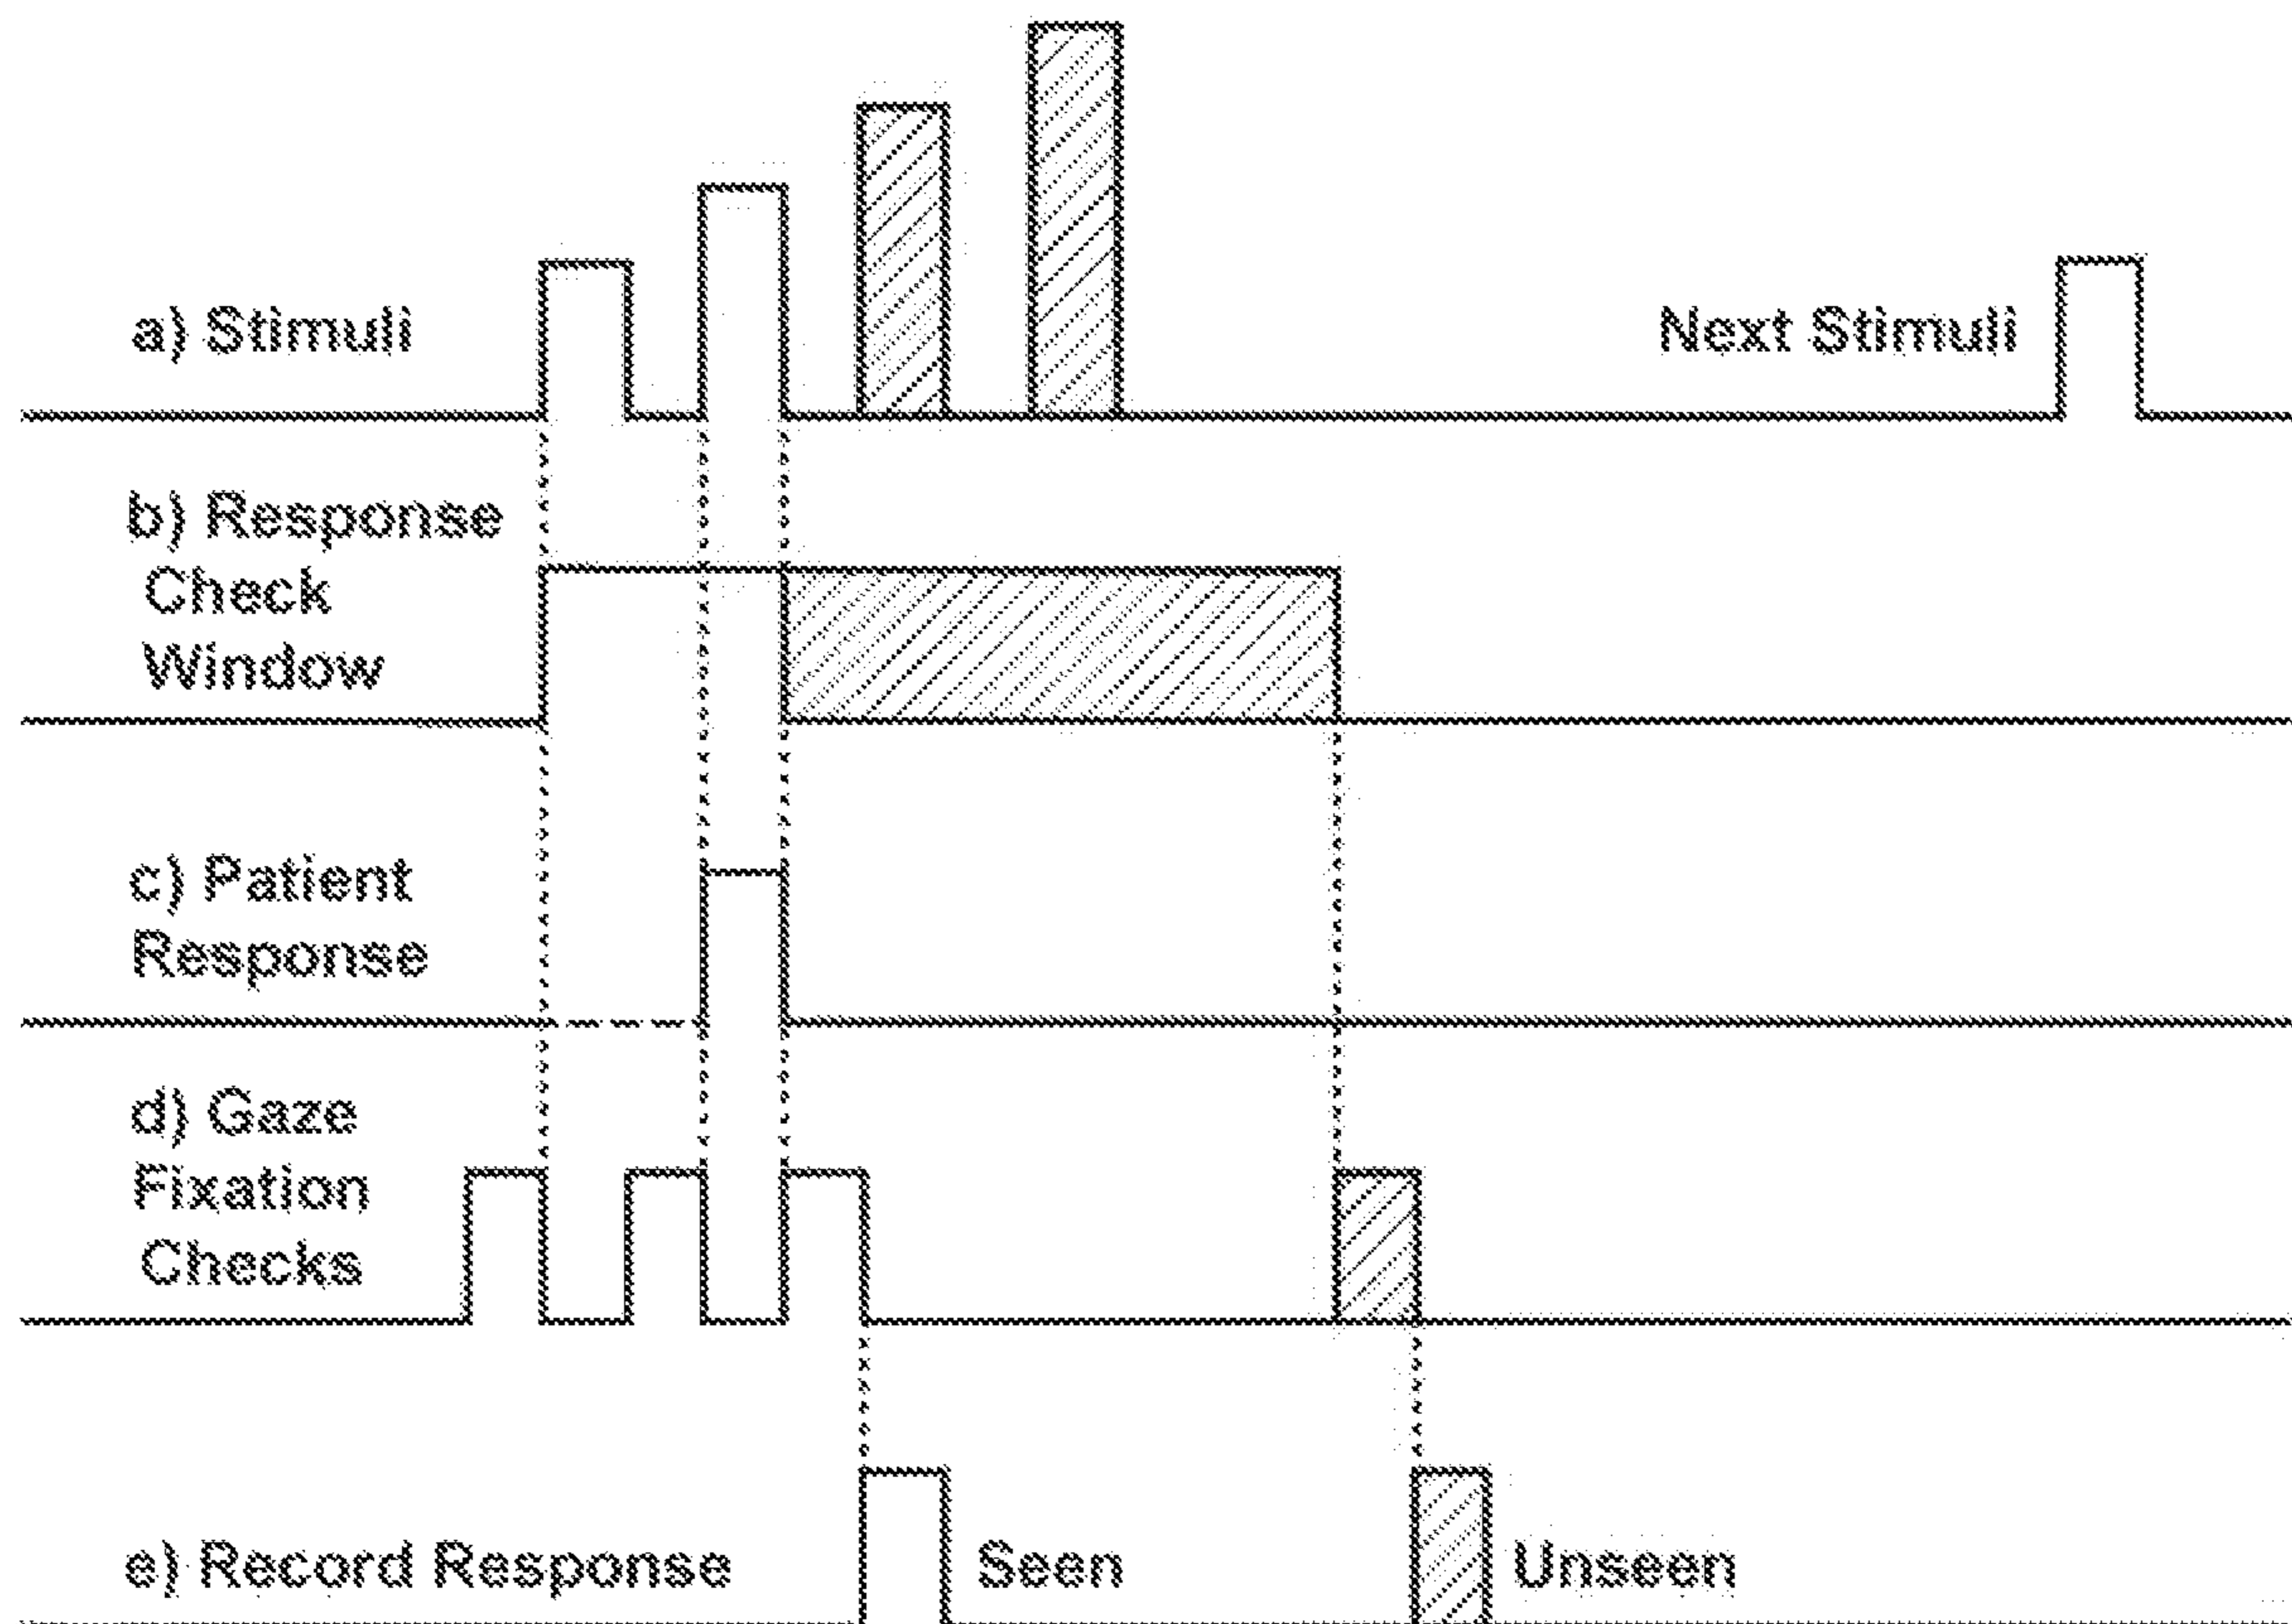 a) Stimuli
Next Stimuli
b) Response
Check
Window
c) Patient
Response
d) Gaze
Fixation
Checks
e) Record Response
Seen
Unseen